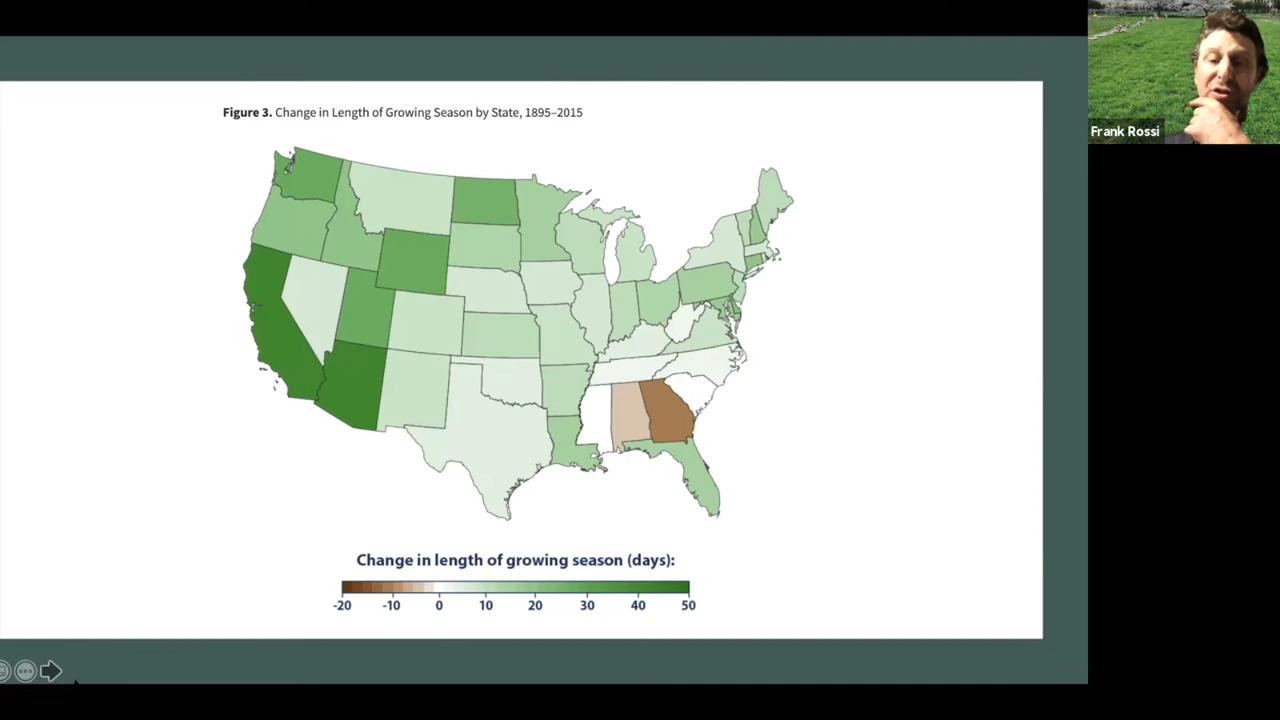 Figure 3. Change in Length of Growing Season by State, 1895–2015
Frank Rossi
Change in length of growing season (days):
-20 -10 0 10 20 30 40 50